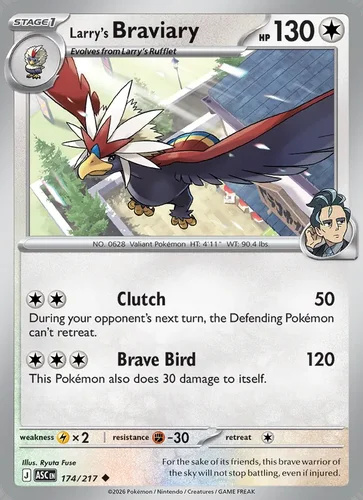 STAGE1
Larry's Braviary
HP 130
Evolves from Larry's Rufflet
NO. 0628 Valiant Pokémon HT: 4'11" WT: 90.4 lbs.
Clutch 50
During your opponent's next turn, the Defending Pokémon
can't retreat.
Brave Bird 120
This Pokémon also does 30 damage to itself.
weakness ×2 resistance -30 retreat
Illus. Ryuta Fuse
J ASC EN 174/217
For the sake of its friends, this brave warrior of
the sky will not stop battling, even if injured.
©2026 Pokémon / Nintendo / Creatures / GAME FREAK